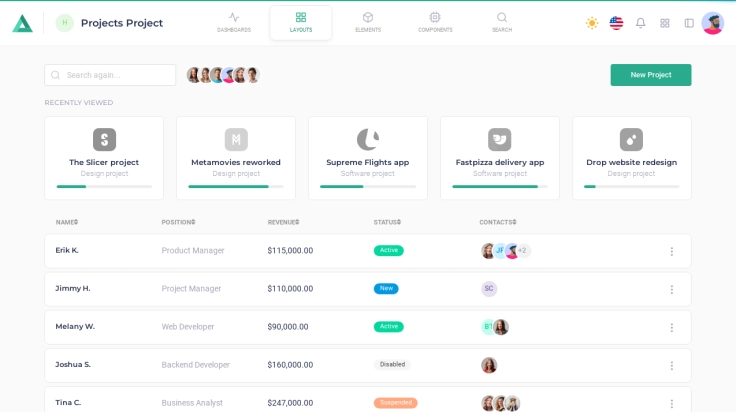 H
Projects Project
DASHBOARDS
LAYOUTS
ELEMENTS
COMPONENTS
SEARCH
Search again...
New Project
RECENTLY VIEWED
The Slicer project
Design project
Metamovies reworked
Design project
Supreme Flights app
Software project
Fastpizza delivery app
Software project
Drop website redesign
Design project
NAME POSITION REVENUE STATUS CONTACTS
Erik K. Product Manager $115,000.00 Active JF +2
Jimmy H. Project Manager $110,000.00 New SC
Melany W. Web Developer $90,000.00 Active BT
Joshua S. Backend Developer $160,000.00 Disabled
Tina C. Business Analyst $247,000.00 Suspended